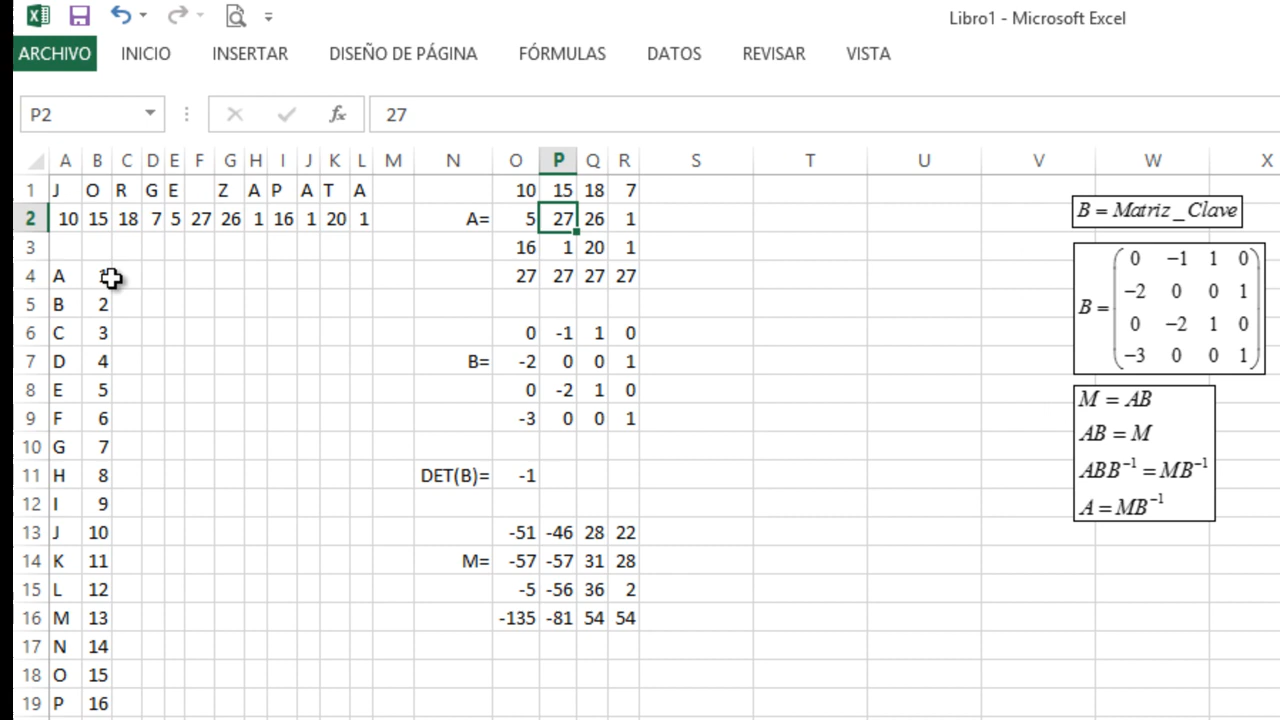 Libro1 - Microsoft Excel
ARCHIVO INICIO INSERTAR DISEÑO DE PÁGINA FÓRMULAS DATOS REVISAR VISTA
P2 fx 27
A B C D E F G H I J K L M N O P Q R S T U V W X
1 J O R G E Z A P A T A 10 15 18 7
2 10 15 18 7 5 27 26 1 16 1 20 1 A= 5 27 26 1
3 16 1 20 1
4 A 27 27 27 27
5 B 2
6 C 3 0 -1 1 0
7 D 4 B= -2 0 0 1
8 E 5 0 -2 1 0
9 F 6 -3 0 0 1
10 G 7
11 H 8 DET(B)= -1
12 I 9
13 J 10 -51 -46 28 22
14 K 11 M= -57 -57 31 28
15 L 12 -5 -56 36 2
16 M 13 -135 -81 54 54
17 N 14
18 O 15
19 P 16
B = Matriz_Clave
0 −1 1 0
−2 0 0 1
B =
0 −2 1 0
−3 0 0 1
M = AB
AB = M
ABB⁻¹ = MB⁻¹
A = MB⁻¹